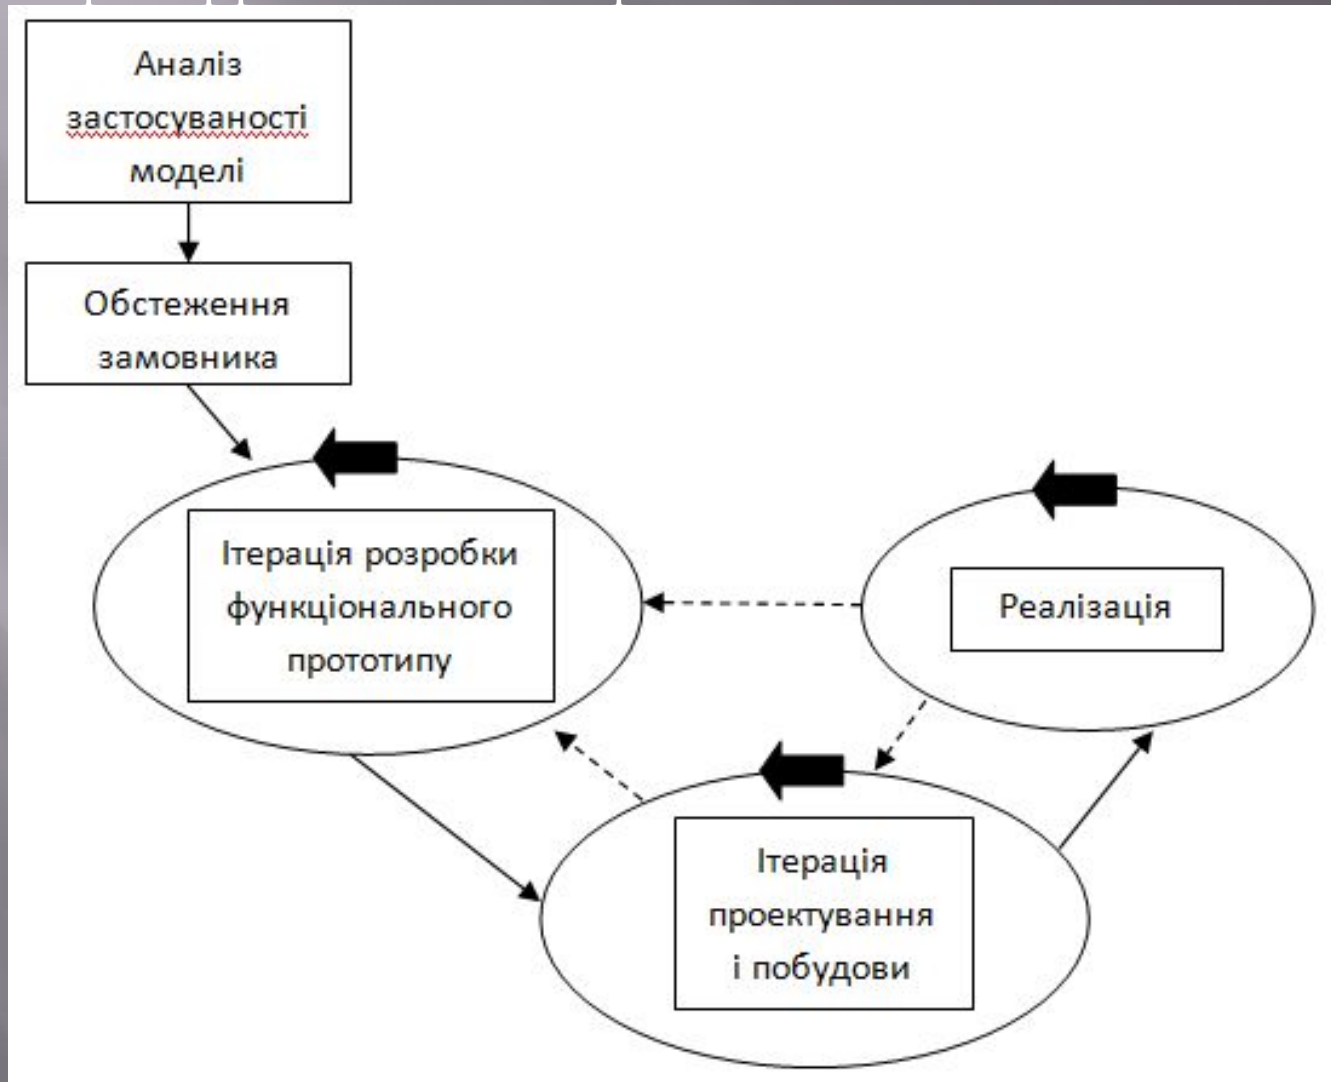 Аналіз
застосуваності
моделі
Обстеження
замовника
Ітерація розробки
функціонального
прототипу
Реалізація
Ітерація
проектування
і побудови